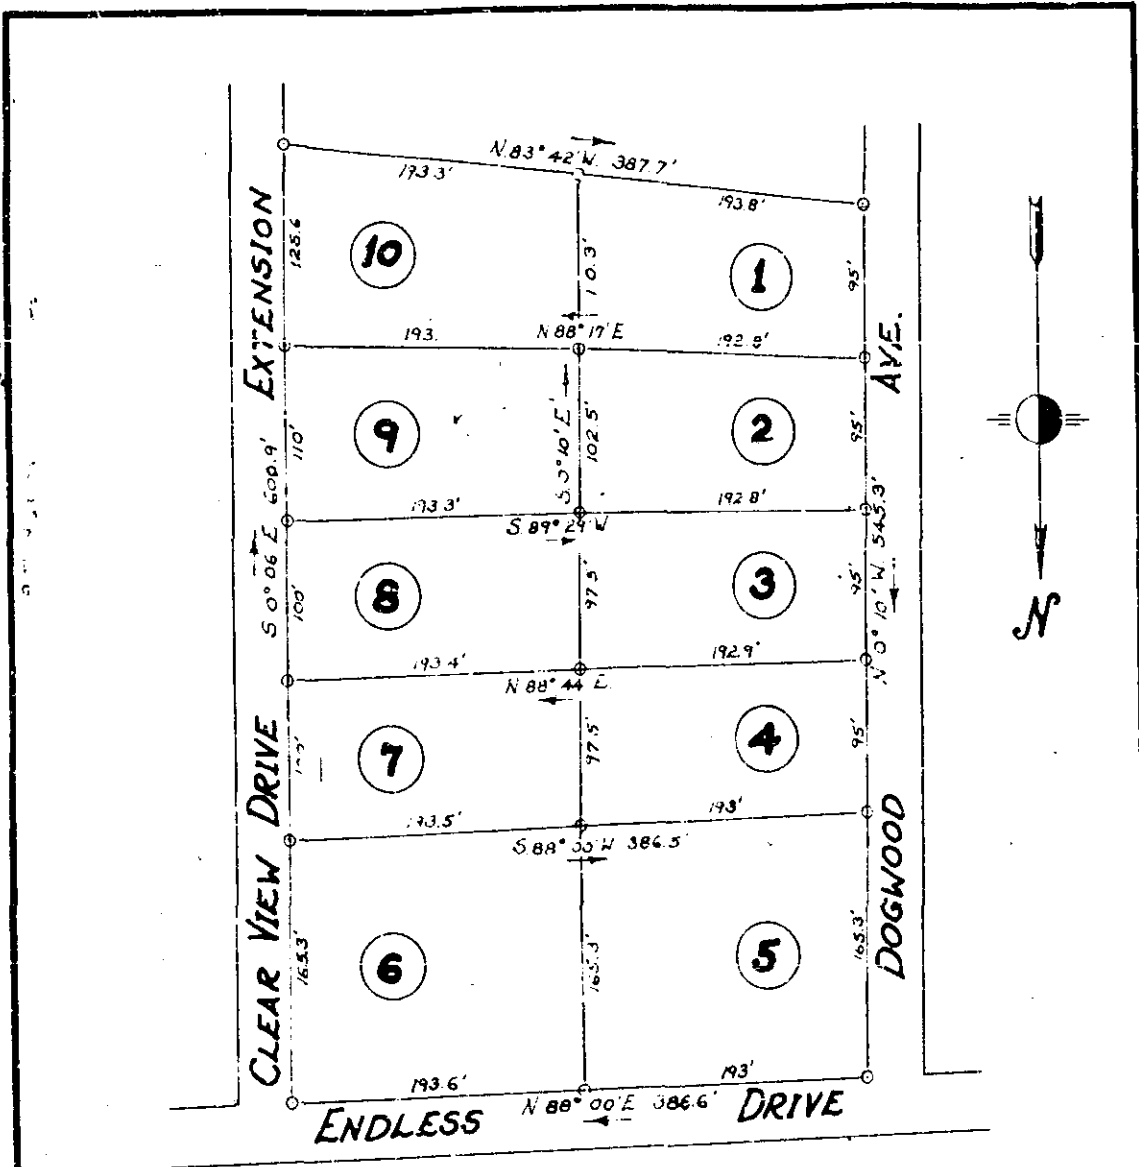 N. 83° 42' W. 387.7'
193.3'
193.8'
EXTENSION
125.6
10
1
95'
193.
N 88° 17' E
192.8'
AVE.
110'
9
S. 0° 10' E
102.5'
2
95'
S 0° 06 E 600.9'
193.3'
192.8'
S. 89° 29' W
N 0° 10' W. 545.3'
100'
8
97.5'
3
95'
N
193.4'
192.9'
N 88° 44 E.
CLEAR VIEW DRIVE
7
97.5'
4
95'
193.5'
193'
S. 88° W 386.5'
DOGWOOD
165.3'
6
165.3'
5
165.3'
193.6'
193'
N 88° 00' E 386.6'
ENDLESS DRIVE